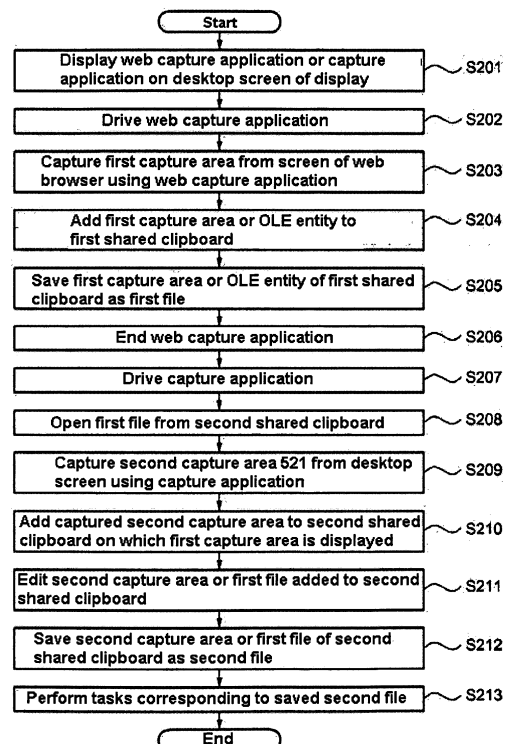 Start
Display web capture application or capture
application on desktop screen of display
S201
Drive web capture application
S202
Capture first capture area from screen of web
browser using web capture application
S203
Add first capture area or OLE entity to
first shared clipboard
S204
Save first capture area or OLE entity of first shared
clipboard as first file
S205
End web capture application
S206
Drive capture application
S207
Open first file from second shared clipboard
S208
Capture second capture area 521 from desktop
screen using capture application
S209
Add captured second capture area to second shared
clipboard on which first capture area is displayed
S210
Edit second capture area or first file added to second
shared clipboard
S211
Save second capture area or first file of second
shared clipboard as second file
S212
Perform tasks corresponding to saved second file
S213
End